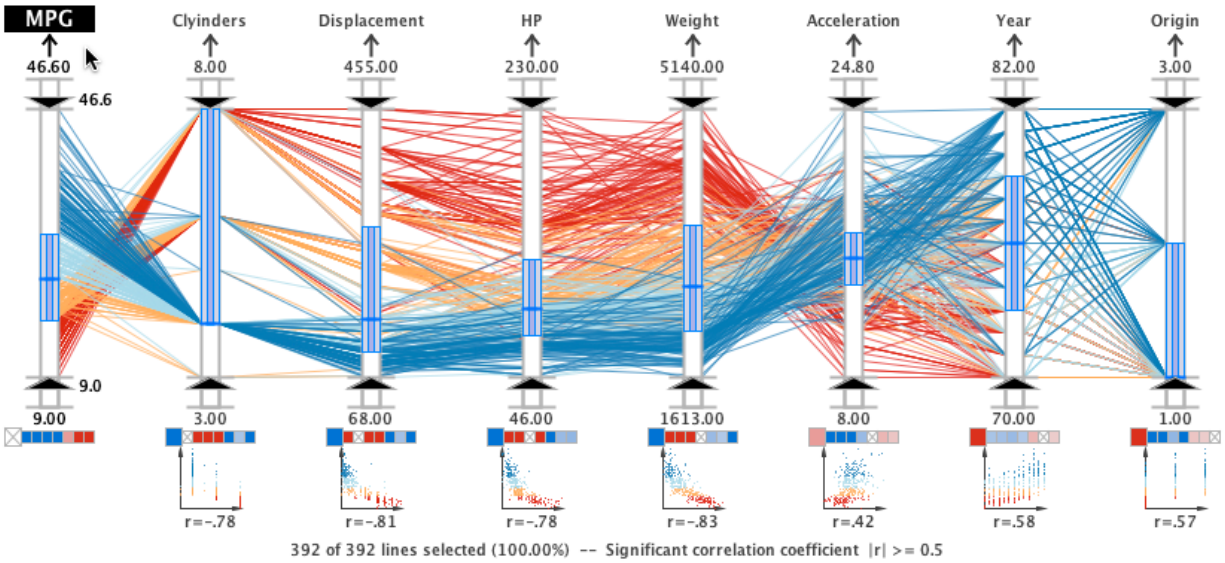 MPG Clyinders Displacement HP Weight Acceleration Year Origin
46.60 8.00 455.00 230.00 5140.00 24.80 82.00 3.00
46.6
9.0
9.00 3.00 68.00 46.00 1613.00 8.00 70.00 1.00
r=-.78 r=-.81 r=-.78 r=-.83 r=.42 r=.58 r=.57
392 of 392 lines selected (100.00%) -- Significant correlation coefficient |r| >= 0.5